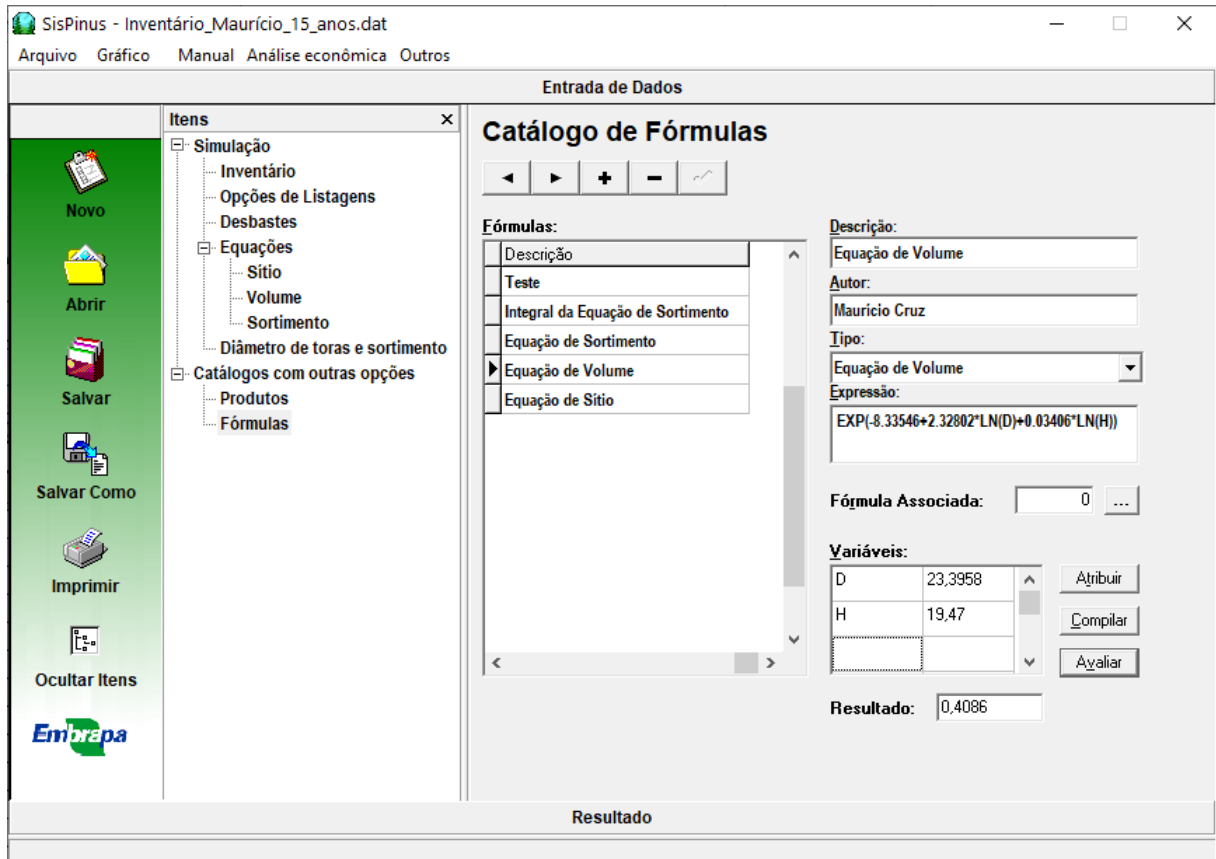 SisPinus - Inventário_Maurício_15_anos.dat
Arquivo Gráfico Manual Análise econômica Outros
Entrada de Dados
Novo
Abrir
Salvar
Salvar Como
Imprimir
Ocultar Itens
Embrapa
Itens
Simulação
Inventário
Opções de Listagens
Desbastes
Equações
Sítio
Volume
Sortimento
Diâmetro de toras e sortimento
Catálogos com outras opções
Produtos
Fórmulas
Catálogo de Fórmulas
Fórmulas:
Descrição
Teste
Integral da Equação de Sortimento
Equação de Sortimento
Equação de Volume
Equação de Sítio
Descrição:
Equação de Volume
Autor:
Maurício Cruz
Tipo:
Equação de Volume
Expressão:
EXP(-8.33546+2.32802*LN(D)+0.03406*LN(H))
Fórmula Associada: 0 ...
Variáveis:
D 23,3958
H 19,47
Atribuir
Compilar
Avaliar
Resultado: 0,4086
Resultado